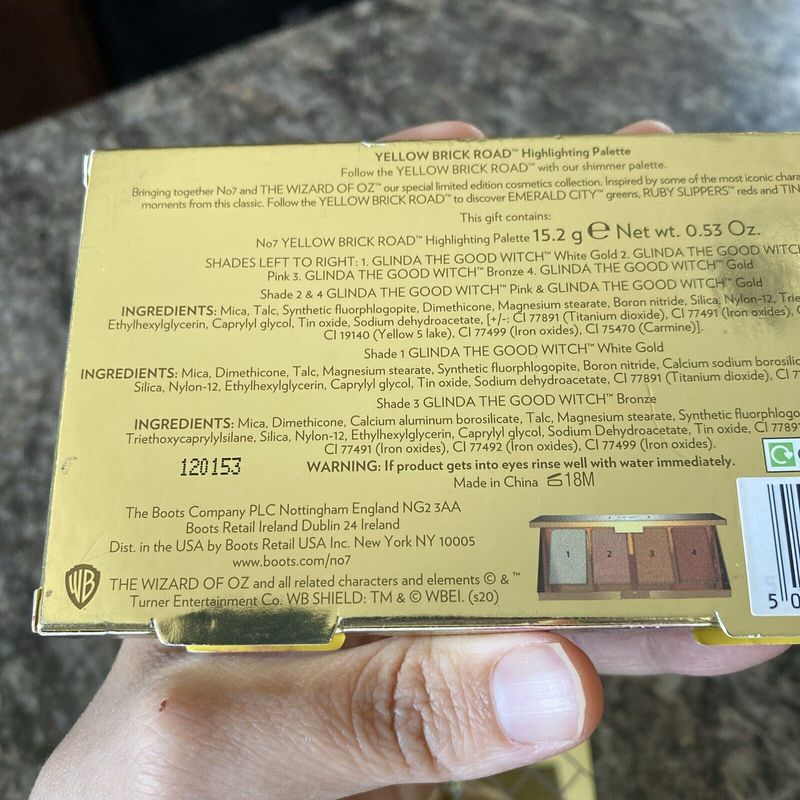 YELLOW BRICK ROAD™ Highlighting Palette
Follow the YELLOW BRICK ROAD™ with our shimmer palette.
Bringing together No7 and THE WIZARD OF OZ™ our special limited edition cosmetics collection. Inspired by some of the most iconic
moments from this classic. Follow the YELLOW BRICK ROAD™ to discover EMERALD CITY™ greens, RUBY SLIPPERS™ reds and TIN
This gift contains:
No7 YELLOW BRICK ROAD™ Highlighting Palette 15.2 g ℮ Net wt. 0.53 Oz.
SHADES LEFT TO RIGHT: 1. GLINDA THE GOOD WITCH™ White Gold 2. GLINDA THE GOOD
Pink 3. GLINDA THE GOOD WITCH™ Bronze 4. GLINDA THE GOOD WITCH™ Gold
Shade 2 & 4 GLINDA THE GOOD WITCH™ Pink & GLINDA THE GOOD WITCH™ Gold
INGREDIENTS: Mica, Talc, Synthetic fluorphlogopite, Dimethicone, Magnesium stearate, Boron nitride, Silica, Nylon-12,
Ethylhexylglycerin, Caprylyl glycol, Tin oxide, Sodium dehydroacetate, [+/-: CI 77891 (Titanium dioxide), CI 77491 (Iron oxides),
CI 19140 (Yellow 5 lake), CI 77499 (Iron oxides), CI 75470 (Carmine)].
Shade 1 GLINDA THE GOOD WITCH™ White Gold
INGREDIENTS: Mica, Dimethicone, Talc, Magnesium stearate, Synthetic fluorphlogopite, Boron nitride, Calcium sodium
Silica, Nylon-12, Ethylhexylglycerin, Caprylyl glycol, Tin oxide, Sodium dehydroacetate, CI 77891 (Titanium dioxide), CI
Shade 3 GLINDA THE GOOD WITCH™ Bronze
INGREDIENTS: Mica, Dimethicone, Calcium aluminum borosilicate, Talc, Magnesium stearate, Synthetic
Triethoxycaprylylsilane, Silica, Nylon-12, Ethylhexylglycerin, Caprylyl glycol, Sodium Dehydroacetate, Tin oxide, CI 77891
CI 77491 (Iron oxides), CI 77492 (Iron oxides), CI 77499 (Iron oxides).
120153
WARNING: If product gets into eyes rinse well with water immediately.
Made in China 18M
The Boots Company PLC Nottingham England NG2 3AA
Boots Retail Ireland Dublin 24 Ireland
Dist. in the USA by Boots Retail USA Inc. New York NY 10005
www.boots.com/no7
1 2 3 4
WB
THE WIZARD OF OZ and all related characters and elements © & ™
Turner Entertainment Co. WB SHIELD: TM & © WBEI. (s20)
5 0